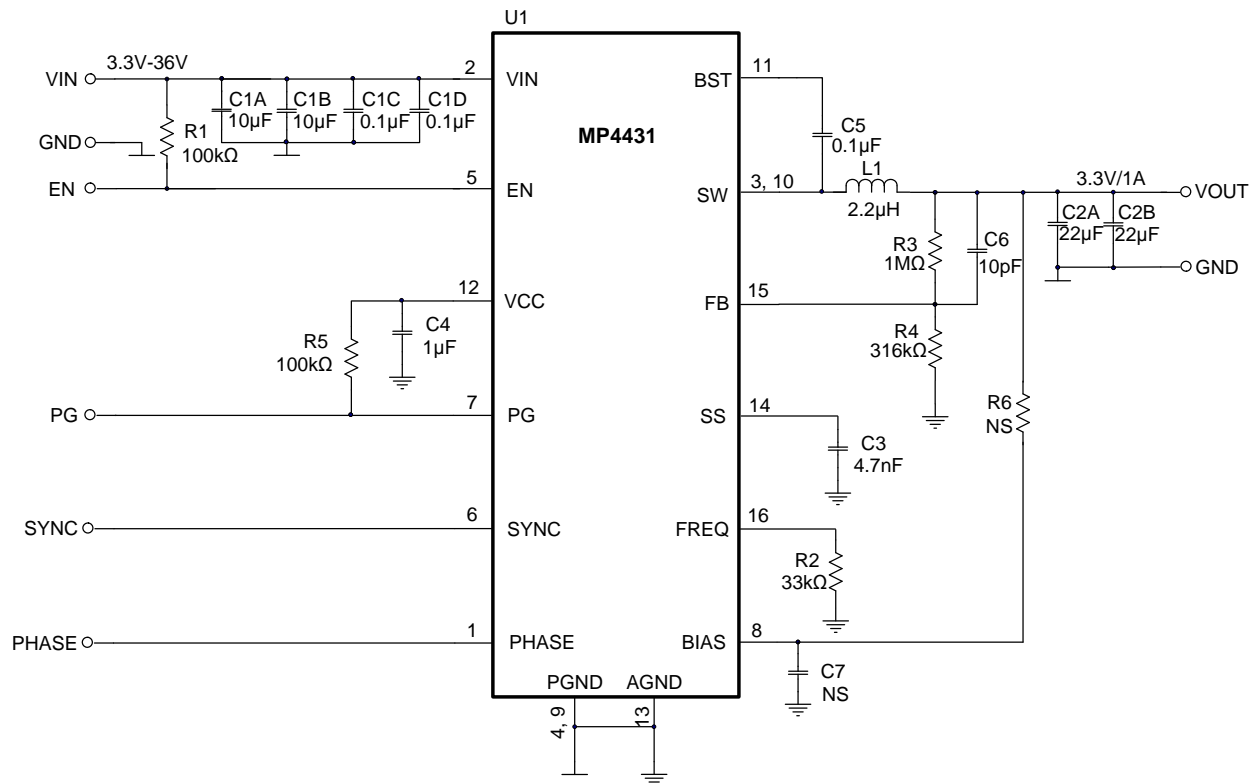 U1
3.3V-36V
VIN
2
VIN
C1A
10µF
C1B
10µF
C1C
0.1µF
C1D
0.1µF
GND
R1
100kΩ
EN
5
EN
12
VCC
C4
1µF
R5
100kΩ
PG
7
PG
SYNC
6
SYNC
PHASE
1
PHASE
MP4431
BST
11
C5
0.1µF
L1
2.2µH
SW
3, 10
3.3V/1A
VOUT
C2A
22µF
C2B
22µF
GND
R3
1MΩ
C6
10pF
FB
15
R4
316kΩ
R6
NS
SS
14
C3
4.7nF
FREQ
16
R2
33kΩ
BIAS
8
C7
NS
PGND
AGND
4, 9
13